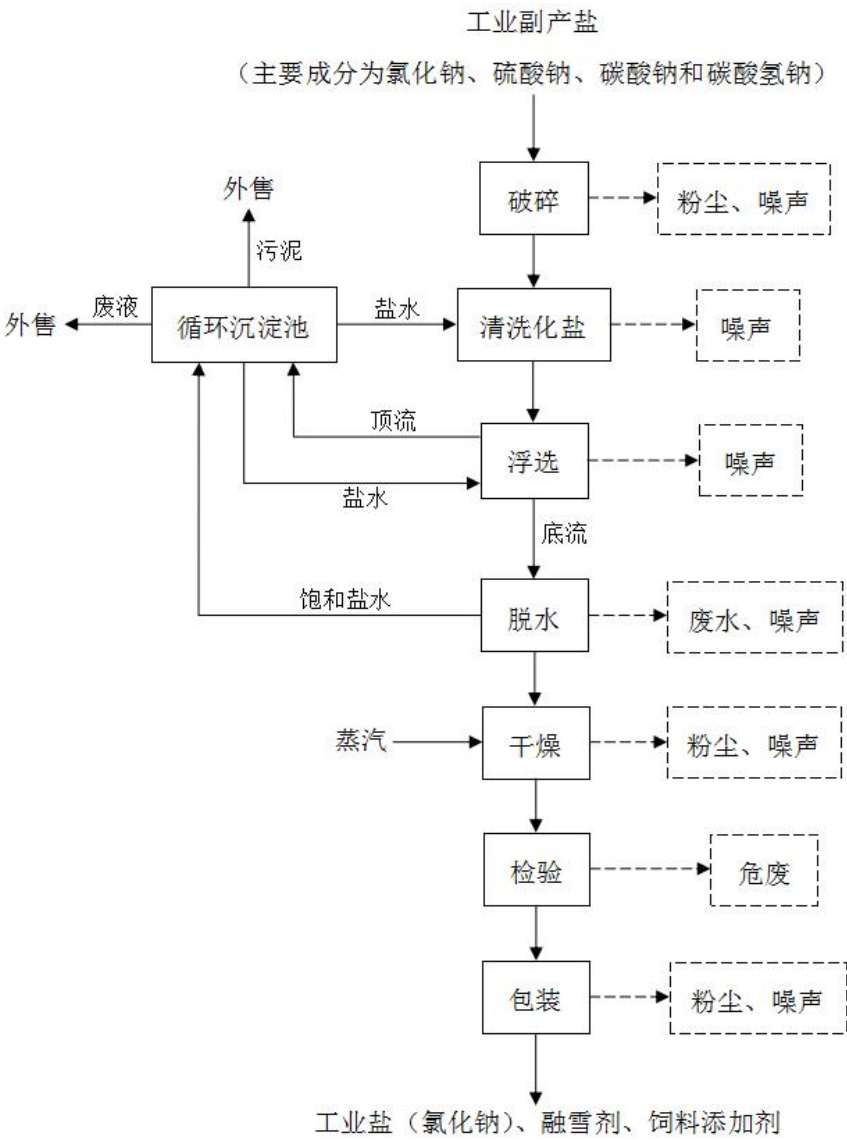 工业副产盐
（主要成分为氯化钠、硫酸钠、碳酸钠和碳酸氢钠）
破碎
粉尘、噪声
外售
污泥
外售
废液
循环沉淀池
盐水
清洗化盐
噪声
顶流
浮选
噪声
盐水
底流
饱和盐水
脱水
废水、噪声
蒸汽
干燥
粉尘、噪声
检验
危废
包装
粉尘、噪声
工业盐（氯化钠）、融雪剂、饲料添加剂